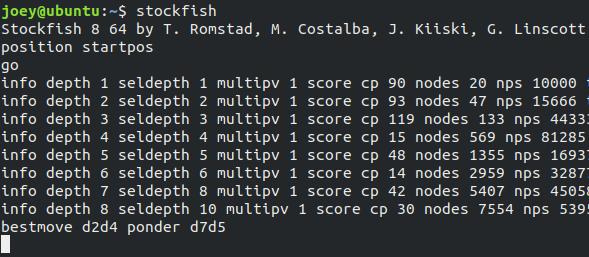 joey@ubuntu:~$ stockfish
Stockfish 8 64 by T. Romstad, M. Costalba, J. Kiiski, G. Linscott
position startpos
go
info depth 1 seldepth 1 multipv 1 score cp 90 nodes 20 nps 10000
info depth 2 seldepth 2 multipv 1 score cp 93 nodes 47 nps 15666
info depth 3 seldepth 3 multipv 1 score cp 119 nodes 133 nps 44333
info depth 4 seldepth 4 multipv 1 score cp 15 nodes 569 nps 81285
info depth 5 seldepth 5 multipv 1 score cp 48 nodes 1355 nps 16937
info depth 6 seldepth 6 multipv 1 score cp 14 nodes 2959 nps 32877
info depth 7 seldepth 8 multipv 1 score cp 42 nodes 5407 nps 45058
info depth 8 seldepth 10 multipv 1 score cp 30 nodes 7554 nps 5395
bestmove d2d4 ponder d7d5